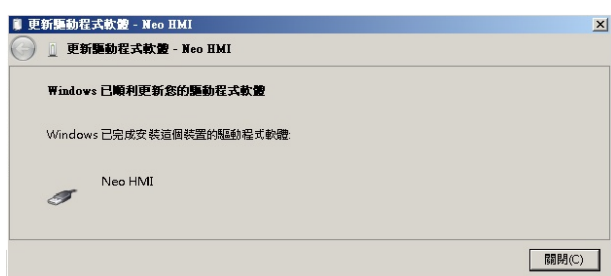 更新驅動程式軟體 - Neo HMI
更新驅動程式軟體 - Neo HMI
Windows 已順利更新您的驅動程式軟體
Windows 已完成安裝這個裝置的驅動程式軟體:
Neo HMI
關閉(C)